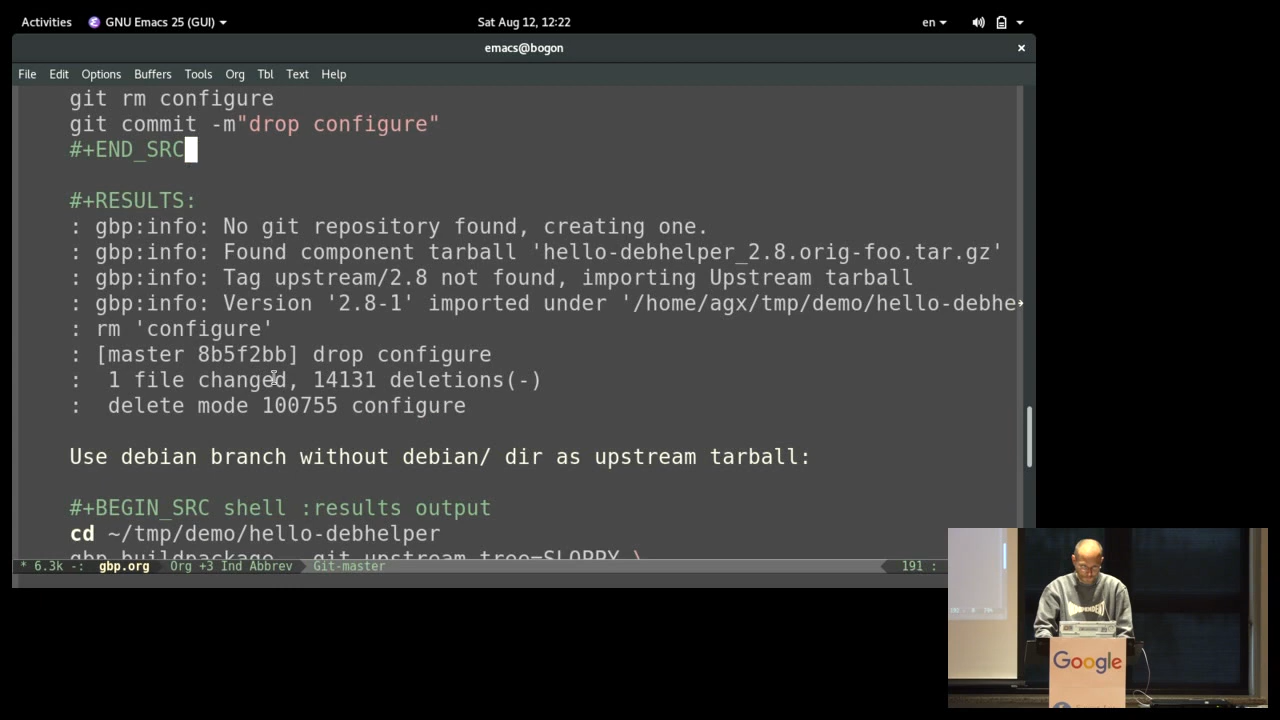 Activities GNU Emacs 25 (GUI) Sat Aug 12, 12:22 en
emacs@bogon ×
File Edit Options Buffers Tools Org Tbl Text Help
git rm configure
git commit -m"drop configure"
#+END_SRC
#+RESULTS:
: gbp:info: No git repository found, creating one.
: gbp:info: Found component tarball 'hello-debhelper_2.8.orig-foo.tar.gz'
: gbp:info: Tag upstream/2.8 not found, importing Upstream tarball
: gbp:info: Version '2.8-1' imported under '/home/agx/tmp/demo/hello-debhe
: rm 'configure'
: [master 8b5f2bb] drop configure
:  1 file changed, 14131 deletions(-)
:  delete mode 100755 configure
Use debian branch without debian/ dir as upstream tarball:
#+BEGIN_SRC shell :results output
cd ~/tmp/demo/hello-debhelper
gbp buildpackage --git-upstream-tree=SLOPPY \
* 6.3k -: gbp.org Org +3 Ind Abbrev Git-master 191 :
Google